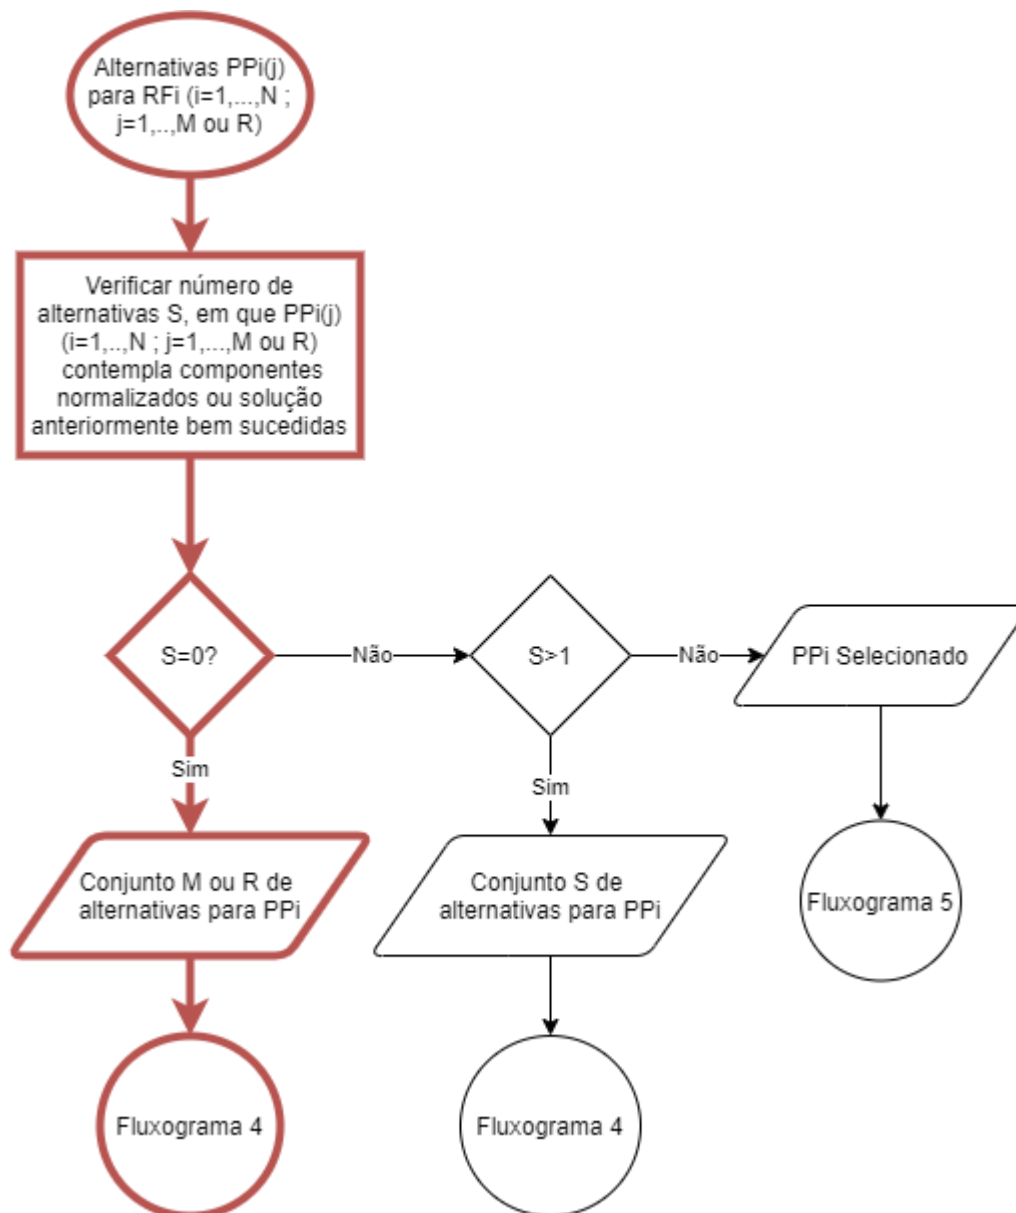 Alternativas PPi(j)
para RFi (i=1,...,N ;
j=1,..,M ou R)
Verificar número de
alternativas S, em que PPi(j)
(i=1,..,N ; j=1,...,M ou R)
contempla componentes
normalizados ou solução
anteriormente bem sucedidas
S=0?
Não
S>1
Não
PPi Selecionado
Sim
Sim
Conjunto M ou R de
alternativas para PPi
Conjunto S de
alternativas para PPi
Fluxograma 5
Fluxograma 4
Fluxograma 4